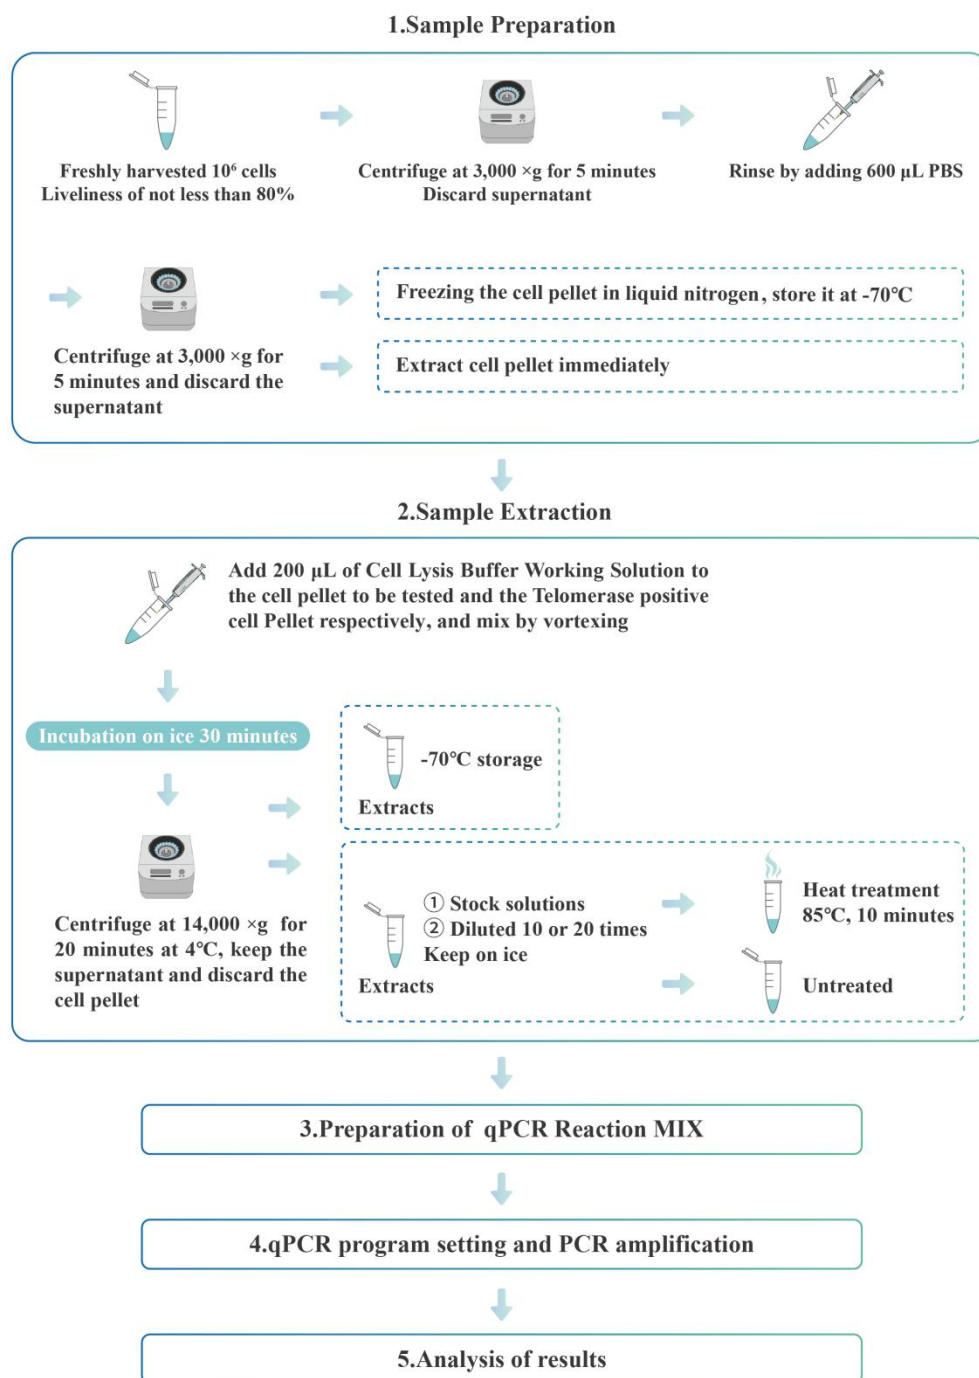 1.Sample Preparation
Freshly harvested 10⁶ cells
Liveliness of not less than 80%
Centrifuge at 3,000 ×g for 5 minutes
Discard supernatant
Rinse by adding 600 μL PBS
Centrifuge at 3,000 ×g for
5 minutes and discard the
supernatant
Freezing the cell pellet in liquid nitrogen, store it at -70℃
Extract cell pellet immediately
2.Sample Extraction
Add 200 μL of Cell Lysis Buffer Working Solution to
the cell pellet to be tested and the Telomerase positive
cell Pellet respectively, and mix by vortexing
Incubation on ice 30 minutes
Centrifuge at 14,000 ×g for
20 minutes at 4℃, keep the
supernatant and discard the
cell pellet
-70℃ storage
Extracts
① Stock solutions
② Diluted 10 or 20 times
Keep on ice
Extracts
Heat treatment
85℃, 10 minutes
Untreated
3.Preparation of qPCR Reaction MIX
4.qPCR program setting and PCR amplification
5.Analysis of results